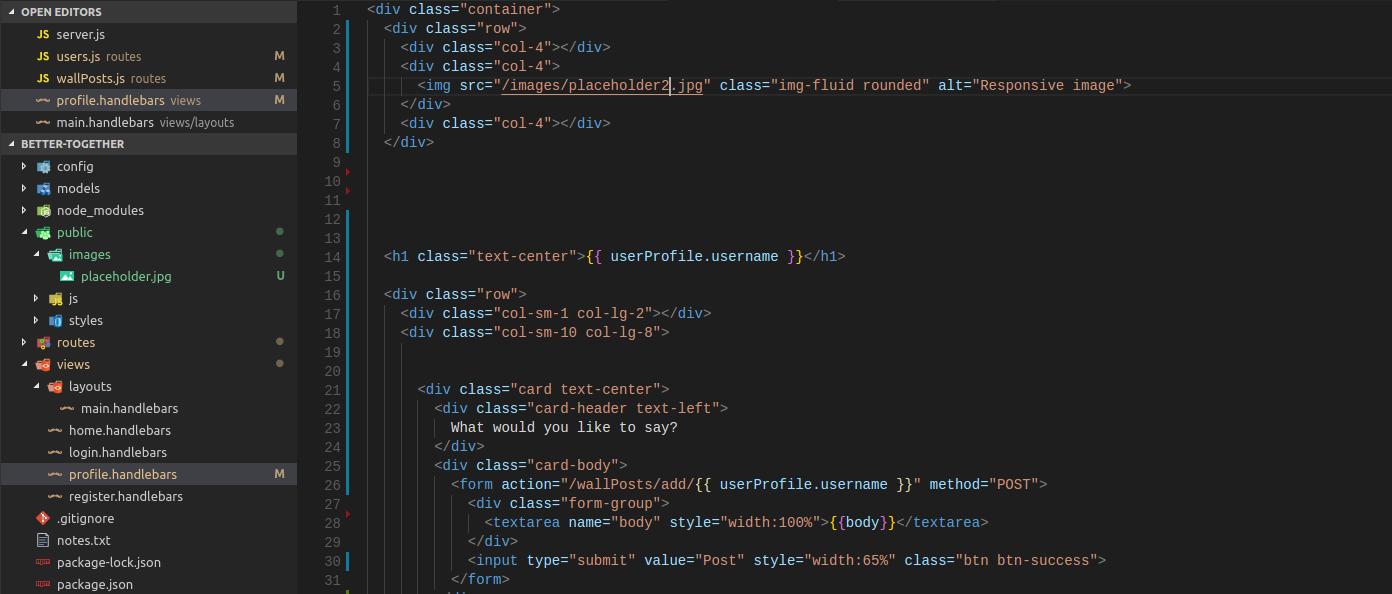 OPEN EDITORS
JS server.js
JS users.js routes M
JS wallPosts.js routes M
profile.handlebars views M
main.handlebars views/layouts
BETTER-TOGETHER
config
models
node_modules
public
images
placeholder.jpg U
js
styles
routes
views
layouts
main.handlebars
home.handlebars
login.handlebars
profile.handlebars M
register.handlebars
.gitignore
notes.txt
package-lock.json
package.json
1 <div class="container">
2 <div class="row">
3 <div class="col-4"></div>
4 <div class="col-4">
5 <img src="/images/placeholder2.jpg" class="img-fluid rounded" alt="Responsive image">
6 </div>
7 <div class="col-4"></div>
8 </div>
9
10
11
12
13
14 <h1 class="text-center">{{ userProfile.username }}</h1>
15
16 <div class="row">
17 <div class="col-sm-1 col-lg-2"></div>
18 <div class="col-sm-10 col-lg-8">
19
20
21 <div class="card text-center">
22 <div class="card-header text-left">
23 What would you like to say?
24 </div>
25 <div class="card-body">
26 <form action="/wallPosts/add/{{ userProfile.username }}" method="POST">
27 <div class="form-group">
28 <textarea name="body" style="width:100%">{{body}}</textarea>
29 </div>
30 <input type="submit" value="Post" style="width:65%" class="btn btn-success">
31 </form>